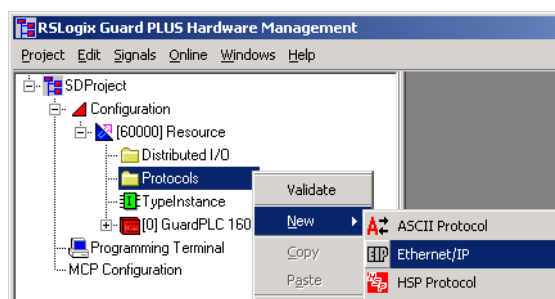 RSLogix Guard PLUS Hardware Management
Project Edit Signals Online Windows Help
SDProject
Configuration
[60000] Resource
Distributed I/O
Protocols
TypeInstance
[0] GuardPLC 160
Programming Terminal
MCP Configuration
Validate
New
Copy
Paste
ASCII Protocol
Ethernet/IP
HSP Protocol